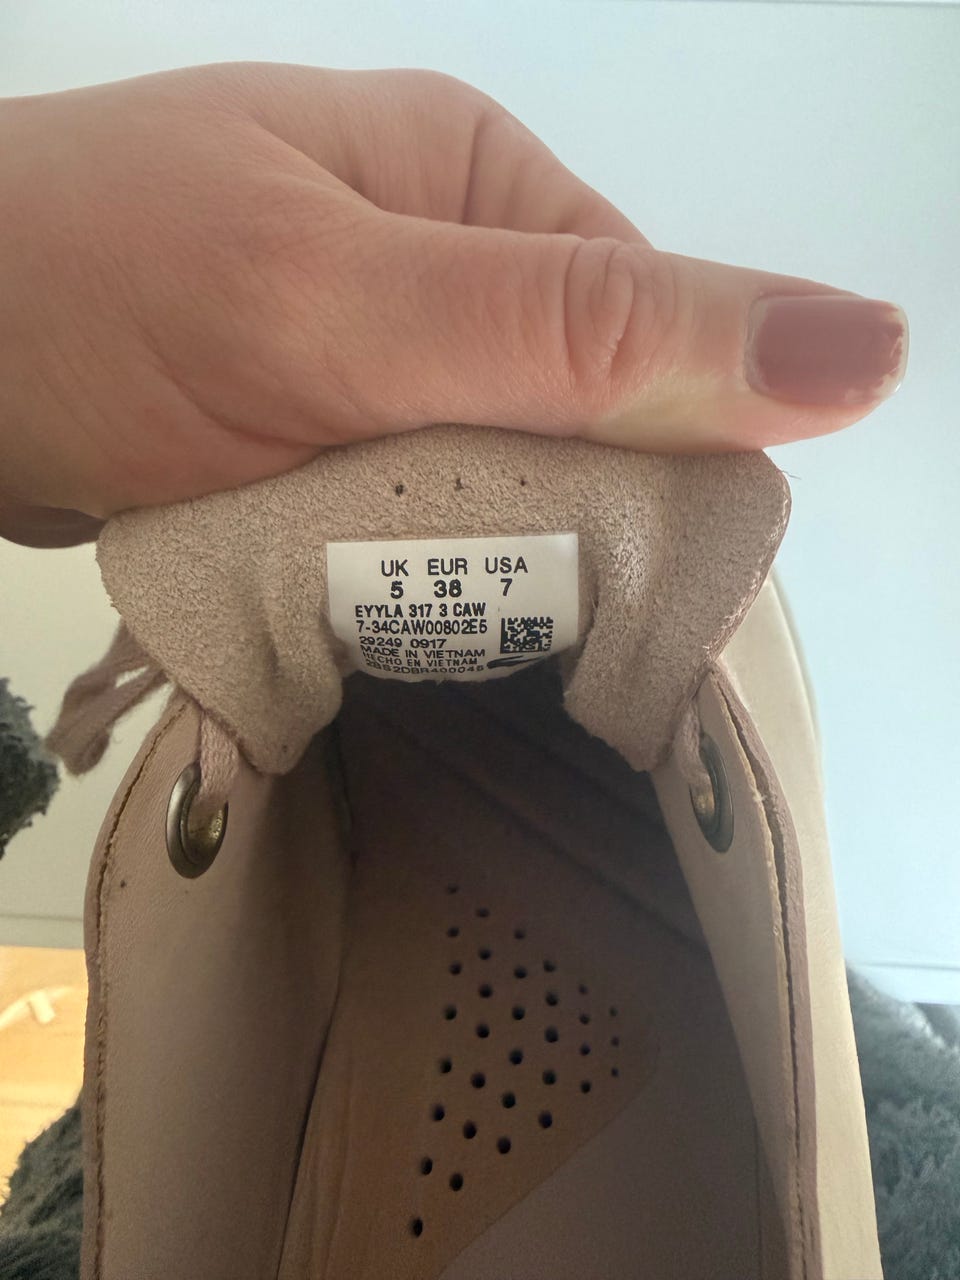 UK EUR USA
5 38 7
EYYLA 317 3 CAW
7-34CAW00802E5
29249 0917
MADE IN VIETNAM
HECHO EN VIETNAM